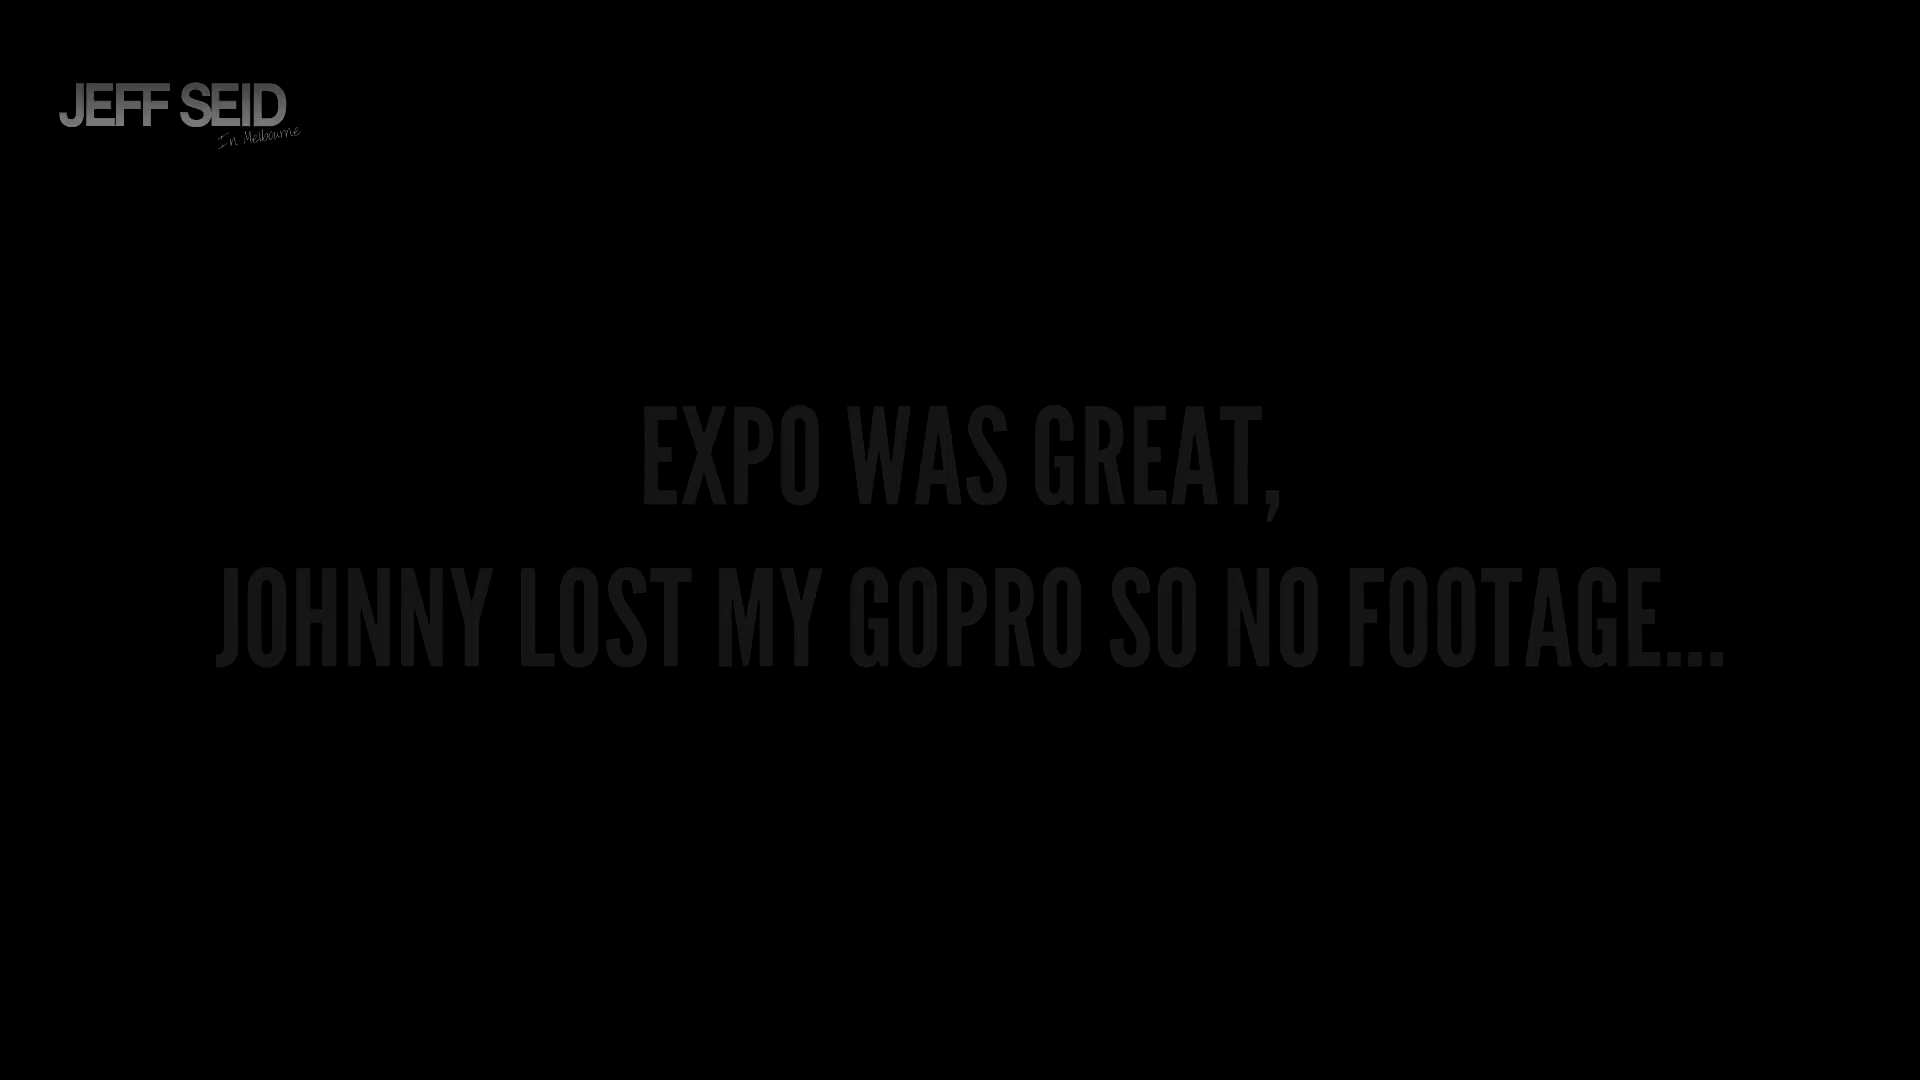 JEFF SEID
In Melbourne
EXPO WAS GREAT,
JOHNNY LOST MY GOPRO SO NO FOOTAGE...